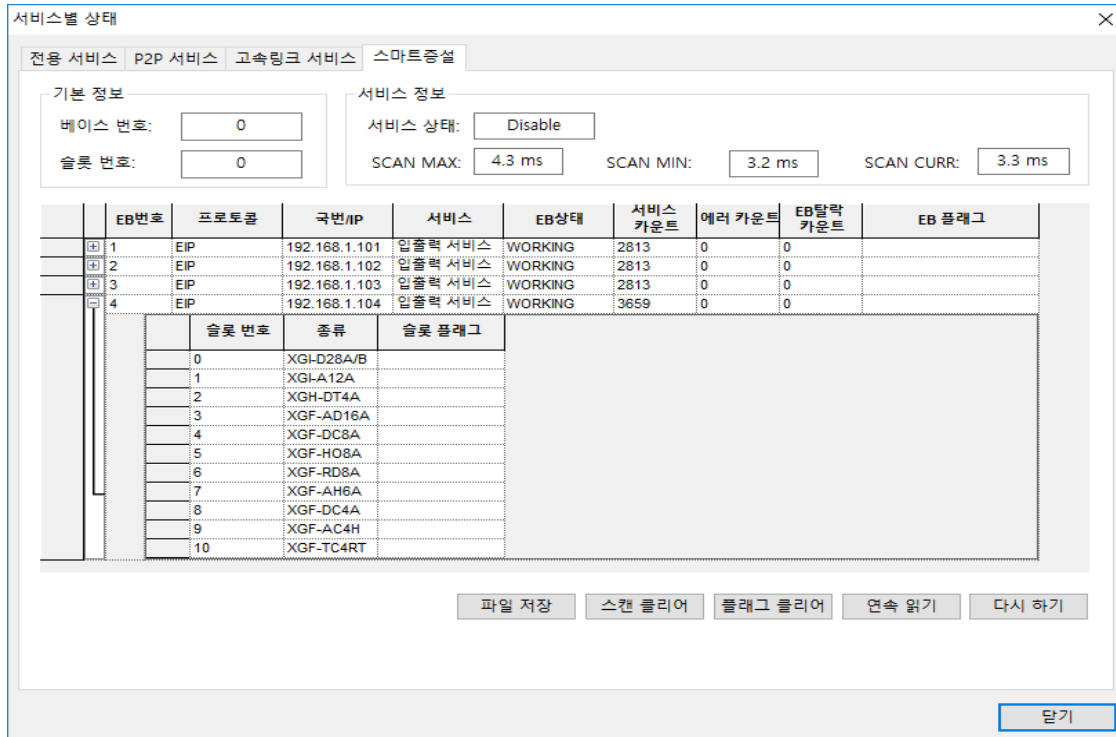 서비스별 상태
전용 서비스 P2P 서비스 고속링크 서비스 스마트증설
기본 정보 서비스 정보
베이스 번호: 0 서비스 상태: Disable
슬롯 번호: 0 SCAN MAX: 4.3 ms SCAN MIN: 3.2 ms SCAN CURR: 3.3 ms
EB번호 프로토콜 국번/IP 서비스 EB상태 서비스 카운트 에러 카운트 EB탈락 카운트 EB 플래그
1 EIP 192.168.1.101 입출력 서비스 WORKING 2813 0 0
2 EIP 192.168.1.102 입출력 서비스 WORKING 2813 0 0
3 EIP 192.168.1.103 입출력 서비스 WORKING 2813 0 0
4 EIP 192.168.1.104 입출력 서비스 WORKING 3659 0 0
슬롯 번호 종류 슬롯 플래그
0 XGI-D28A/B
1 XGI-A12A
2 XGH-DT4A
3 XGF-AD16A
4 XGF-DC8A
5 XGF-HO8A
6 XGF-RD8A
7 XGF-AH6A
8 XGF-DC4A
9 XGF-AC4H
10 XGF-TC4RT
파일 저장 스캔 클리어 플래그 클리어 연속 읽기 다시 하기
닫기